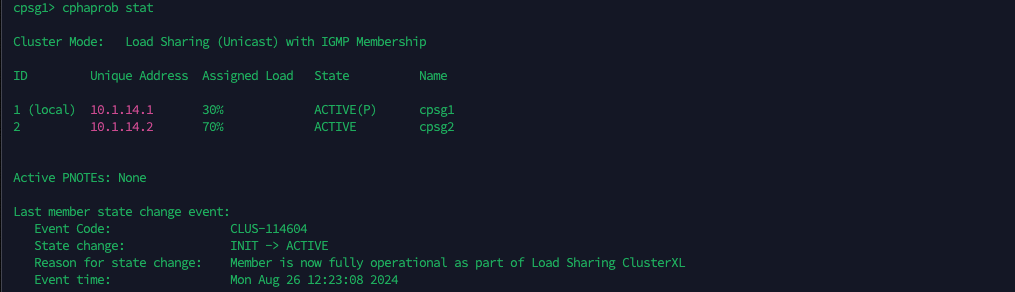 cpsg1> cphaprob stat
Cluster Mode:   Load Sharing (Unicast) with IGMP Membership
ID         Unique Address  Assigned Load   State          Name
1 (local)  10.1.14.1       30%             ACTIVE(P)      cpsg1
2          10.1.14.2       70%             ACTIVE         cpsg2
Active PNOTEs: None
Last member state change event:
   Event Code:                 CLUS-114604
   State change:               INIT -> ACTIVE
   Reason for state change:    Member is now fully operational as part of Load Sharing ClusterXL
   Event time:                 Mon Aug 26 12:23:08 2024